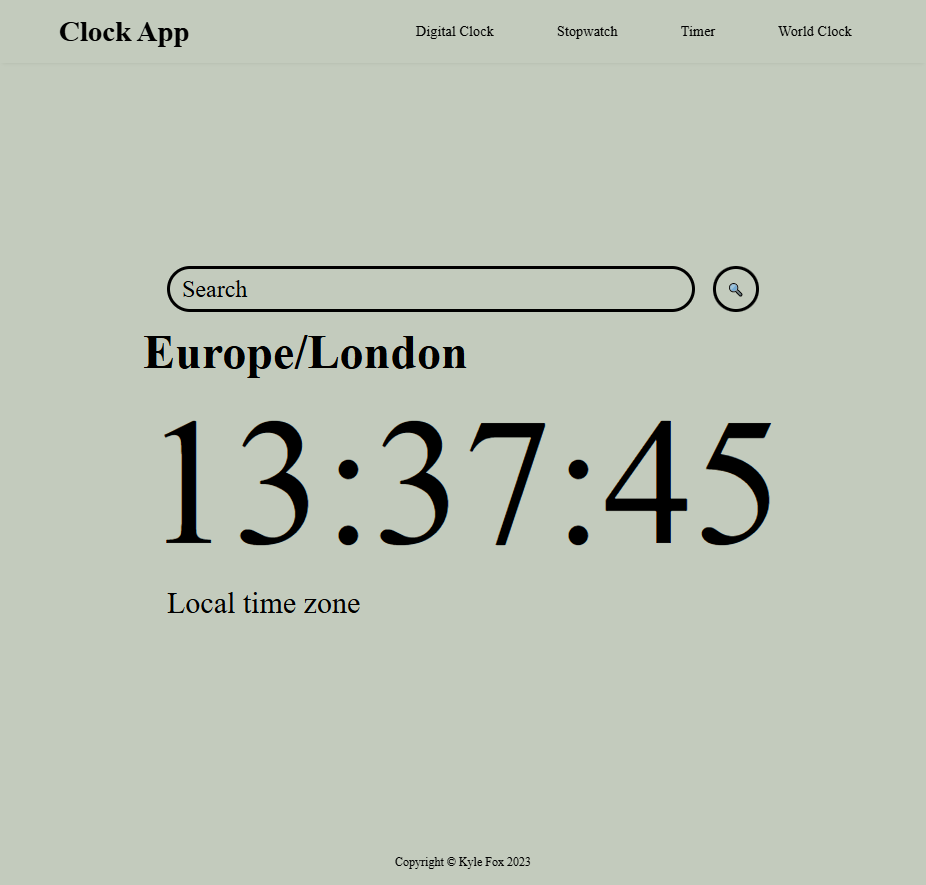 Clock App
Digital Clock Stopwatch Timer World Clock
Search
Europe/London
13:37:45
Local time zone
Copyright © Kyle Fox 2023